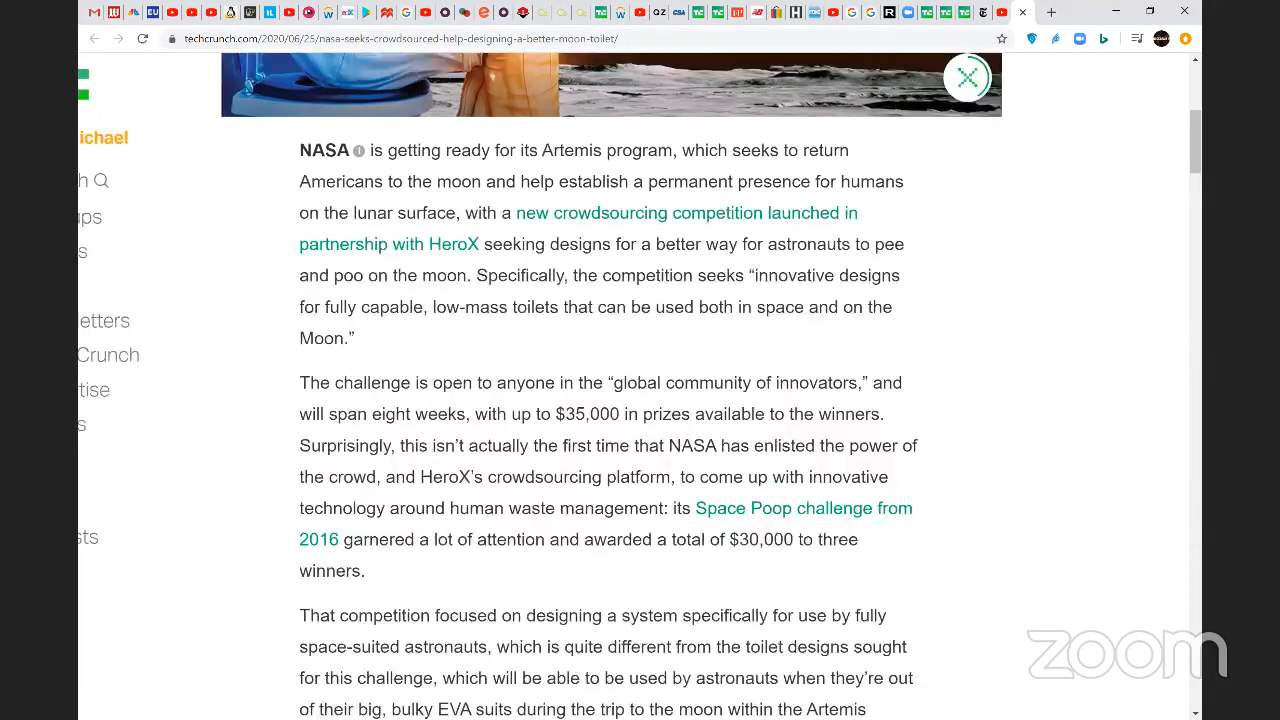 techcrunch.com/2020/06/25/nasa-seeks-crowdsourced-help-designing-a-better-moon-toilet/
ichael
h
ups
s
etters
Crunch
tise
s
sts
NASA is getting ready for its Artemis program, which seeks to return
Americans to the moon and help establish a permanent presence for humans
on the lunar surface, with a new crowdsourcing competition launched in
partnership with HeroX seeking designs for a better way for astronauts to pee
and poo on the moon. Specifically, the competition seeks “innovative designs
for fully capable, low-mass toilets that can be used both in space and on the
Moon.”
The challenge is open to anyone in the “global community of innovators,” and
will span eight weeks, with up to $35,000 in prizes available to the winners.
Surprisingly, this isn’t actually the first time that NASA has enlisted the power of
the crowd, and HeroX’s crowdsourcing platform, to come up with innovative
technology around human waste management: its Space Poop challenge from
2016 garnered a lot of attention and awarded a total of $30,000 to three
winners.
That competition focused on designing a system specifically for use by fully
space-suited astronauts, which is quite different from the toilet designs sought
for this challenge, which will be able to be used by astronauts when they’re out
of their big, bulky EVA suits during the trip to the moon within the Artemis
zoom